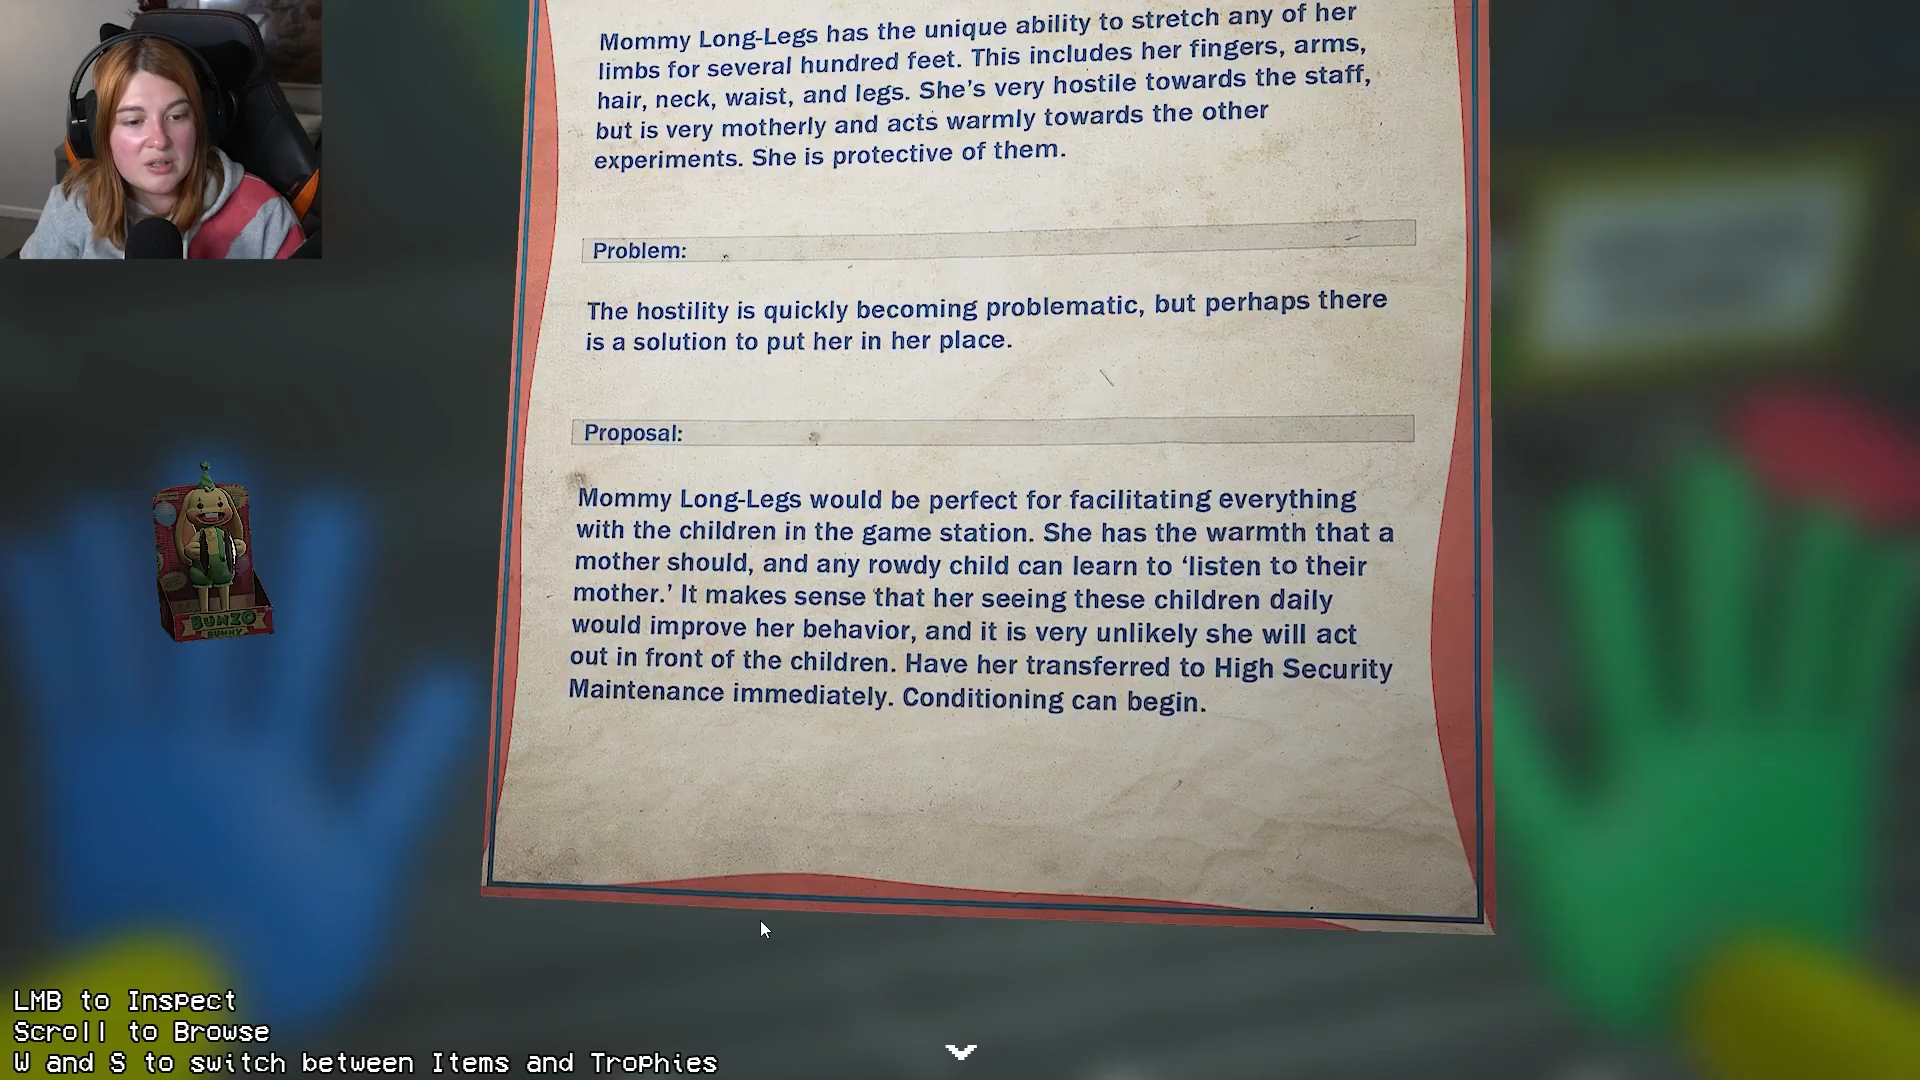 Mommy Long-Legs has the unique ability to stretch any of her
limbs for several hundred feet. This includes her fingers, arms,
hair, neck, waist, and legs. She's very hostile towards the staff,
but is very motherly and acts warmly towards the other
experiments. She is protective of them.
Problem:
The hostility is quickly becoming problematic, but perhaps there
is a solution to put her in her place.
Proposal:
Mommy Long-Legs would be perfect for facilitating everything
with the children in the game station. She has the warmth that a
mother should, and any rowdy child can learn to ‘listen to their
mother.’ It makes sense that her seeing these children daily
would improve her behavior, and it is very unlikely she will act
out in front of the children. Have her transferred to High Security
Maintenance immediately. Conditioning can begin.
BUNZO
BUNNY
LMB to Inspect
Scroll to Browse
W and S to switch between Items and Trophies